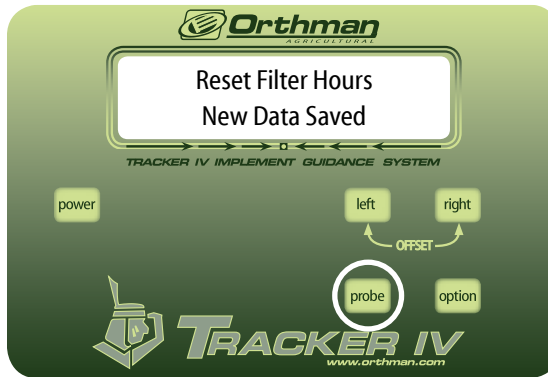 Orthman
AGRICULTURAL
Reset Filter Hours
New Data Saved
TRACKER IV IMPLEMENT GUIDANCE SYSTEM
power
left
right
OFFSET
probe
option
TRACKER IV
www.orthman.com